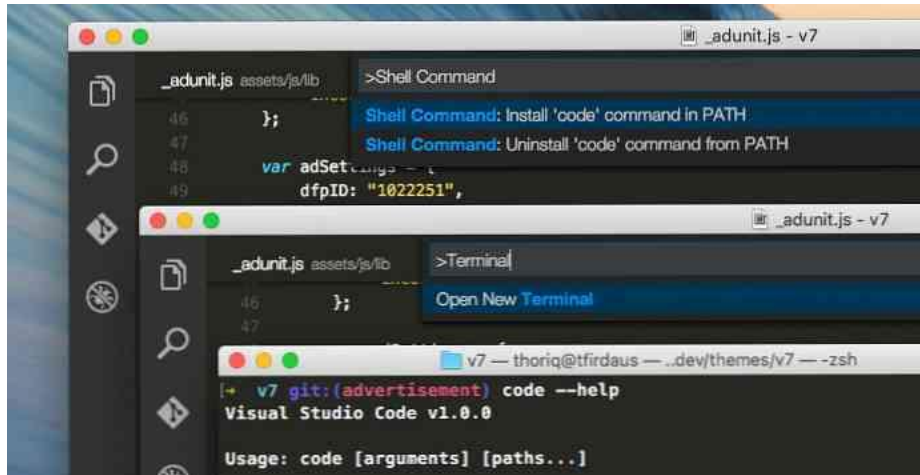 _adunit.js - v7
_adunit.js assets/js/lib
>Shell Command
46 };
Shell Command: Install 'code' command in PATH
47
Shell Command: Uninstall 'code' command from PATH
48 var adSettings = {
49 dfpID: "1022251",
_adunit.js - v7
_adunit.js assets/js/lib
>Terminal
46 };
Open New Terminal
47
v7 — thoriq@tfirdaus — ..dev/themes/v7 — -zsh
[→ v7 git:(advertisement) code --help
Visual Studio Code v1.0.0
Usage: code [arguments] [paths...]